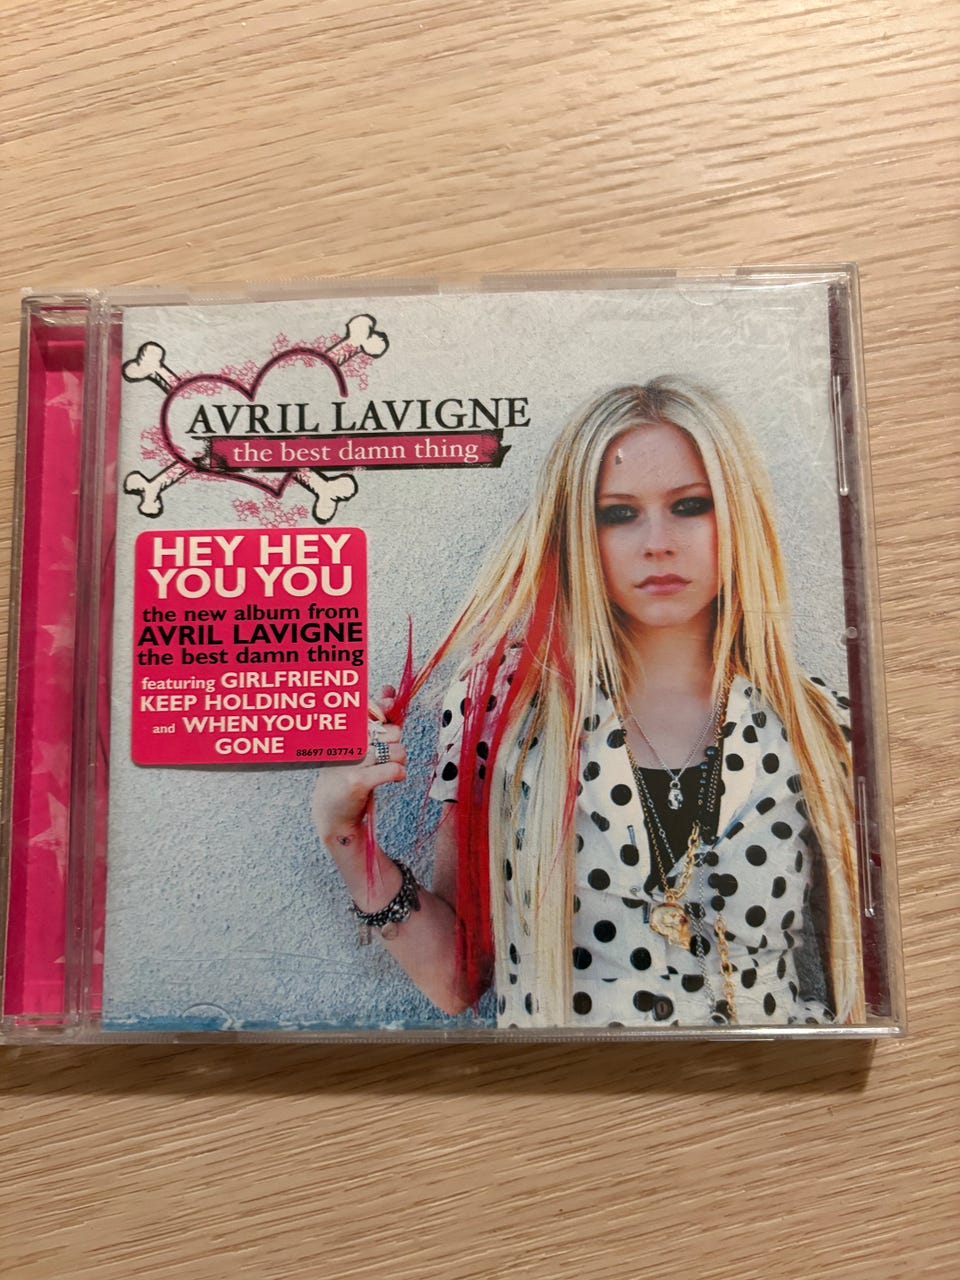 AVRIL LAVIGNE
the best damn thing
HEY HEY
YOU YOU
the new album from
AVRIL LAVIGNE
the best damn thing
featuring GIRLFRIEND
KEEP HOLDING ON
and WHEN YOU'RE
GONE 88697 03774 2